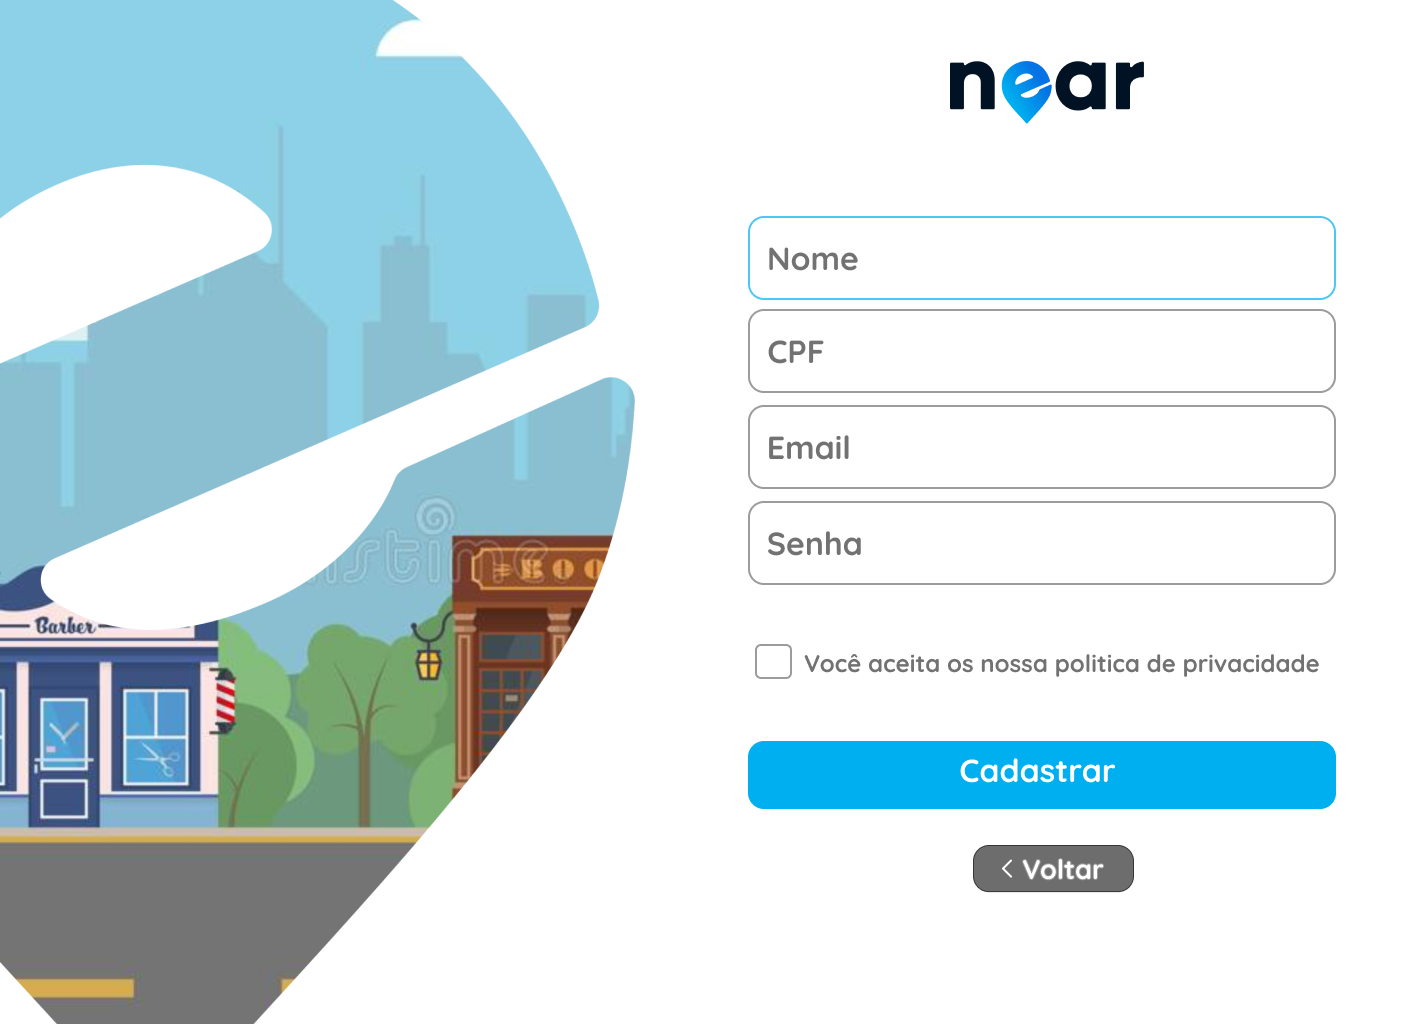 near
Nome
CPF
Email
Senha
Você aceita os nossa politica de privacidade
Cadastrar
Voltar
Barber